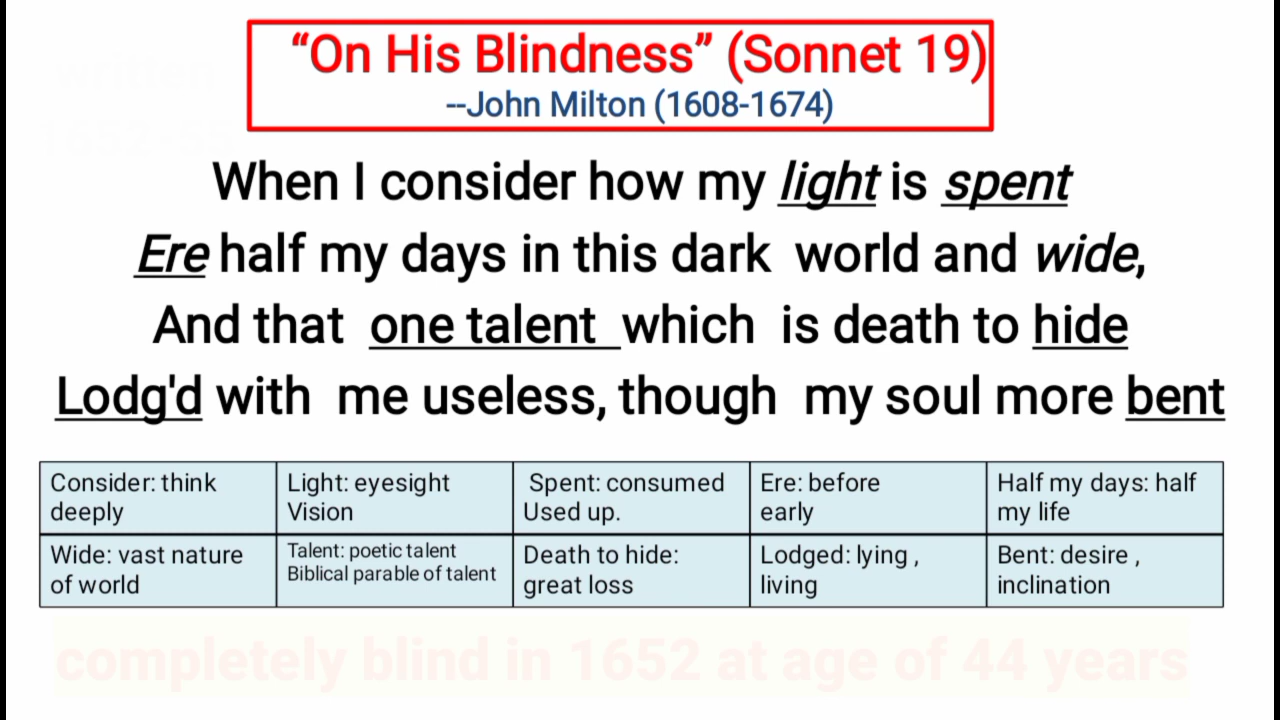 written
1652-55
“On His Blindness” (Sonnet 19)
--John Milton (1608-1674)
When I consider how my light is spent
Ere half my days in this dark world and wide,
And that one talent which is death to hide
Lodg'd with me useless, though my soul more bent
Consider: think
deeply
Light: eyesight
Vision
Spent: consumed
Used up.
Ere: before
early
Half my days: half
my life
Wide: vast nature
of world
Talent: poetic talent
Biblical parable of talent
Death to hide:
great loss
Lodged: lying ,
living
Bent: desire ,
inclination
completely blind in 1652 at age of 44 years